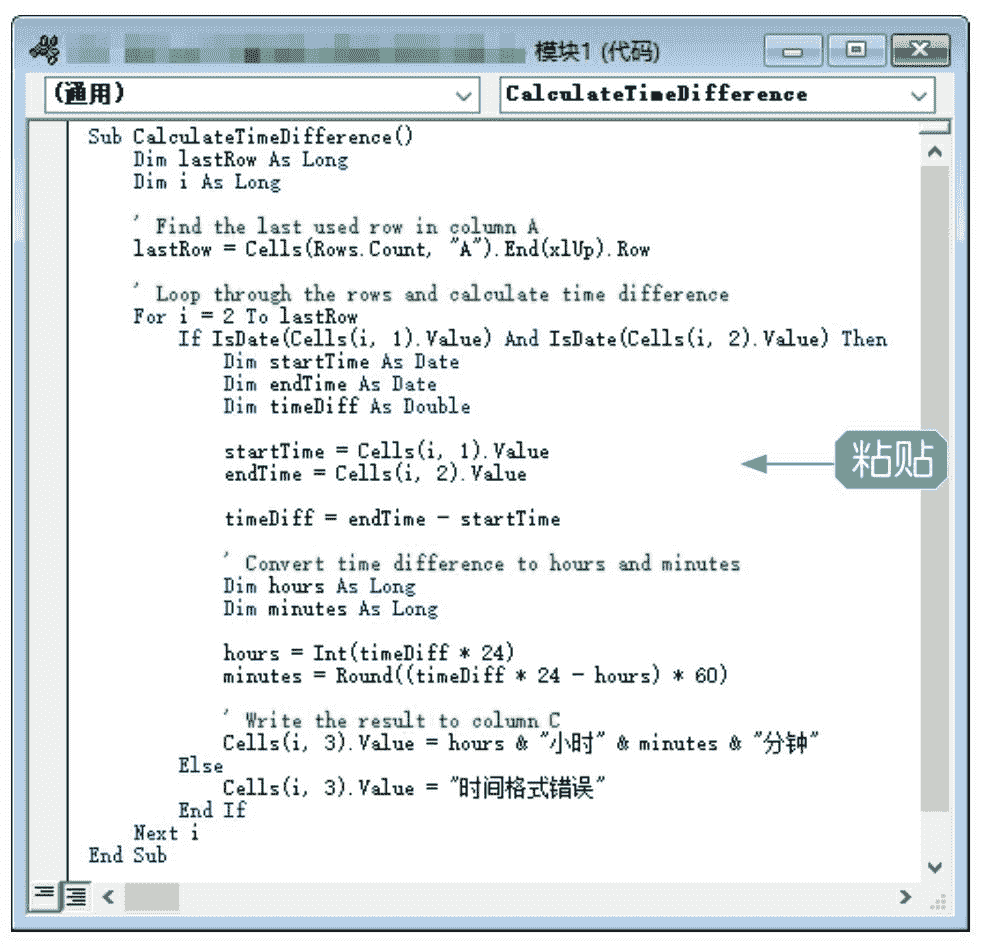 模块1 (代码)
(通用)
CalculateTimeDifference
Sub CalculateTimeDifference()
    Dim lastRow As Long
    Dim i As Long

    ' Find the last used row in column A
    lastRow = Cells(Rows.Count, "A").End(xlUp).Row

    ' Loop through the rows and calculate time difference
    For i = 2 To lastRow
        If IsDate(Cells(i, 1).Value) And IsDate(Cells(i, 2).Value) Then
            Dim startTime As Date
            Dim endTime As Date
            Dim timeDiff As Double

            startTime = Cells(i, 1).Value
            endTime = Cells(i, 2).Value
粘贴

            timeDiff = endTime - startTime

            ' Convert time difference to hours and minutes
            Dim hours As Long
            Dim minutes As Long

            hours = Int(timeDiff * 24)
            minutes = Round((timeDiff * 24 - hours) * 60)

            ' Write the result to column C
            Cells(i, 3).Value = hours & "小时" & minutes & "分钟"
        Else
            Cells(i, 3).Value = "时间格式错误"
        End If
    Next i
End Sub